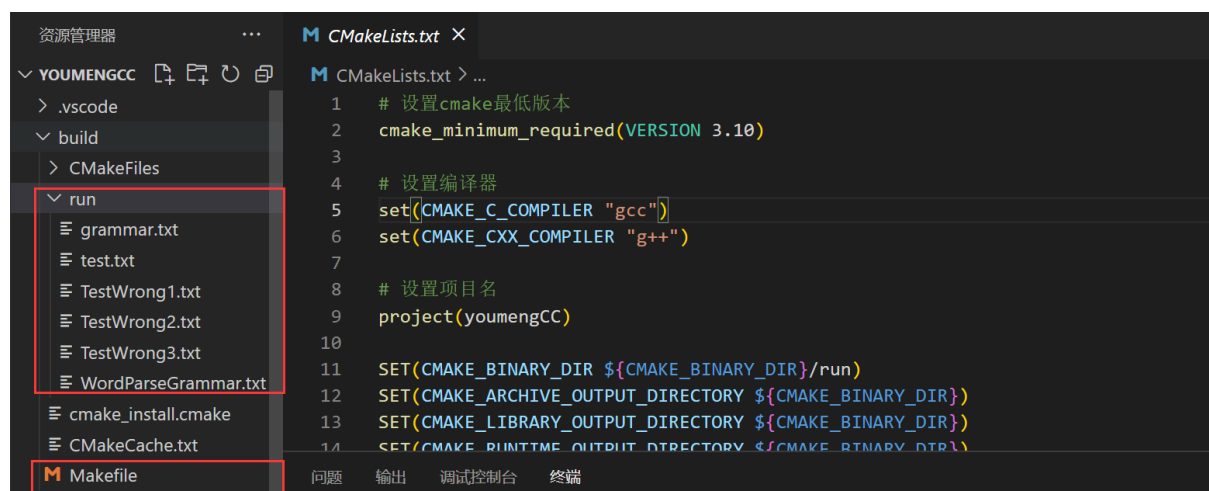 资源管理器
YOUMENGCC
.vscode
build
CMakeFiles
run
grammar.txt
test.txt
TestWrong1.txt
TestWrong2.txt
TestWrong3.txt
WordParseGrammar.txt
cmake_install.cmake
CMakeCache.txt
M Makefile
M CMakeLists.txt
M CMakeLists.txt > ...
1 # 设置cmake最低版本
2 cmake_minimum_required(VERSION 3.10)
3
4 # 设置编译器
5 set(CMAKE_C_COMPILER "gcc")
6 set(CMAKE_CXX_COMPILER "g++")
7
8 # 设置项目名
9 project(youmengCC)
10
11 SET(CMAKE_BINARY_DIR ${CMAKE_BINARY_DIR}/run)
12 SET(CMAKE_ARCHIVE_OUTPUT_DIRECTORY ${CMAKE_BINARY_DIR})
13 SET(CMAKE_LIBRARY_OUTPUT_DIRECTORY ${CMAKE_BINARY_DIR})
14 SET(CMAKE_RUNTIME_OUTPUT_DIRECTORY ${CMAKE_BINARY_DIR})
问题 输出 调试控制台 终端